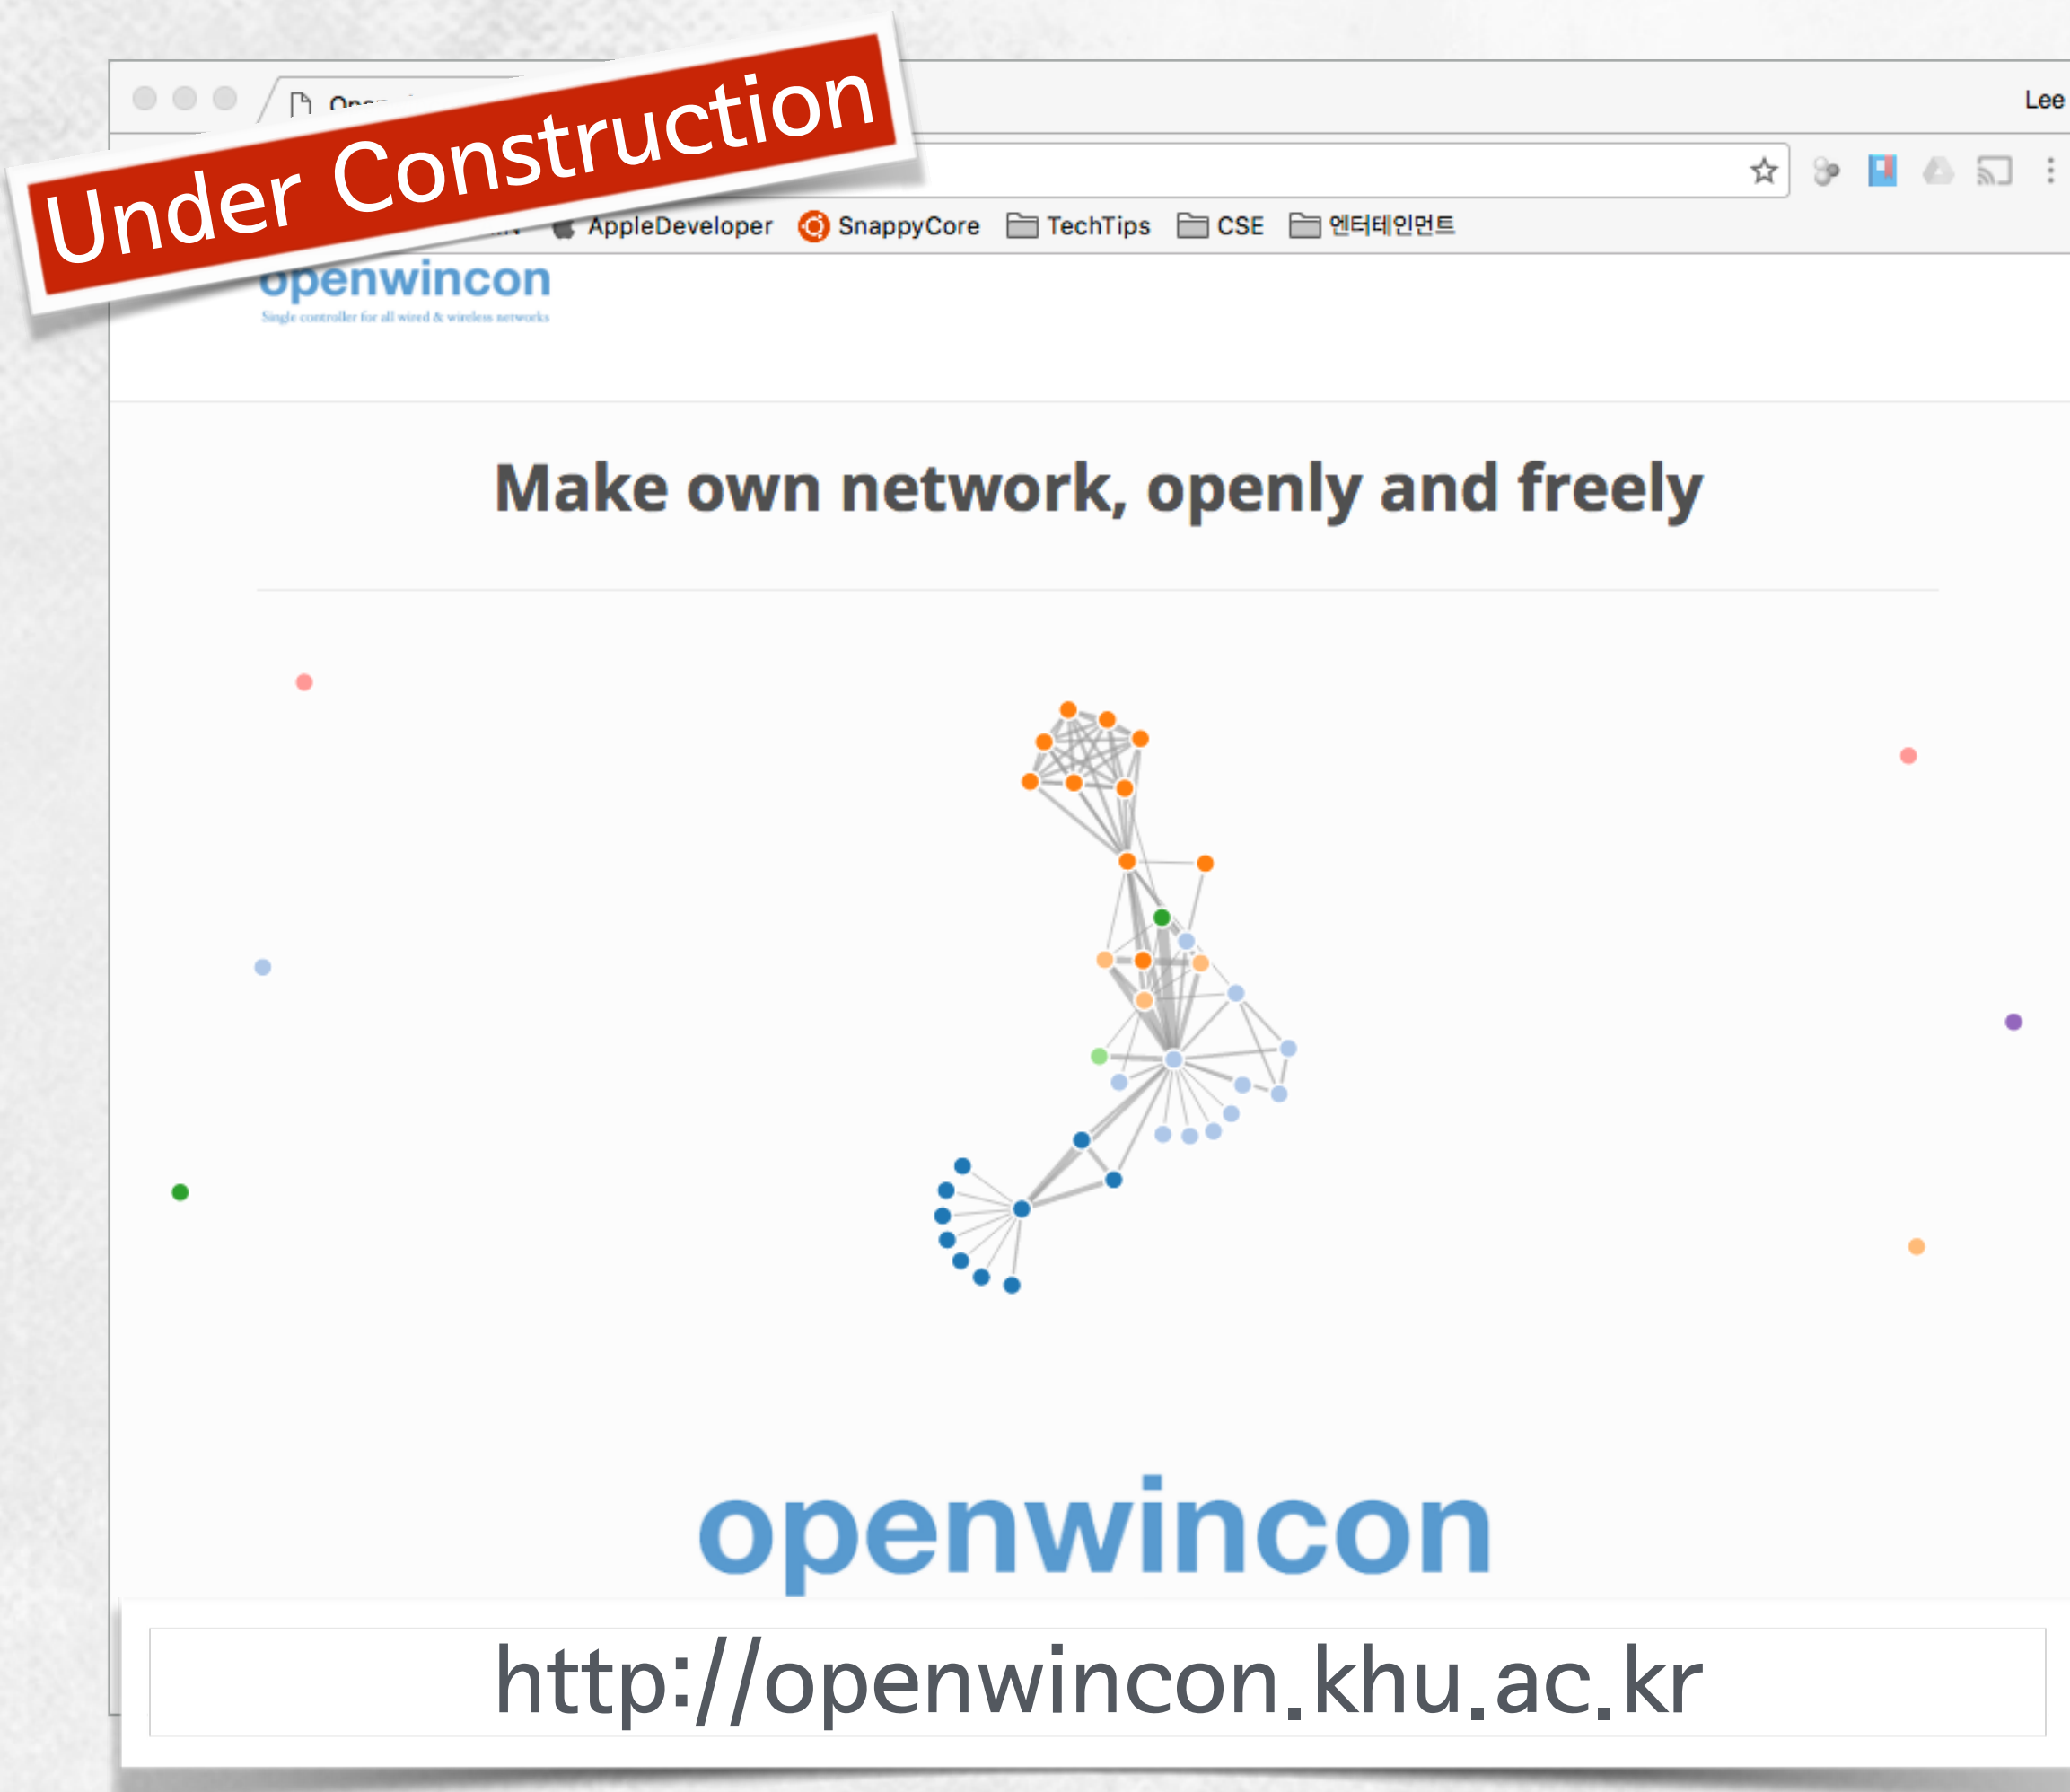 Under Construction
Lee
AppleDeveloper SnappyCore TechTips CSE 엔터테인먼트
openwincon
Single controller for all wired & wireless networks
Make own network, openly and freely
openwincon
http://openwincon.khu.ac.kr